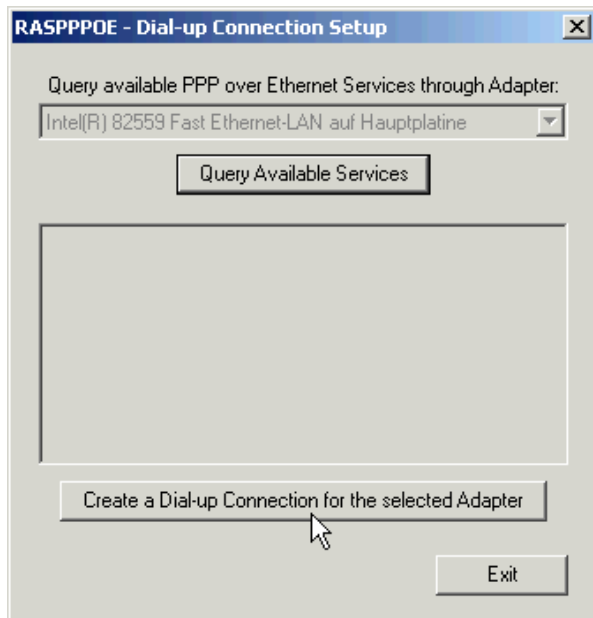 RASPPPOE - Dial-up Connection Setup
Query available PPP over Ethernet Services through Adapter:
Intel(R) 82559 Fast Ethernet-LAN auf Hauptplatine
Query Available Services
Create a Dial-up Connection for the selected Adapter
Exit